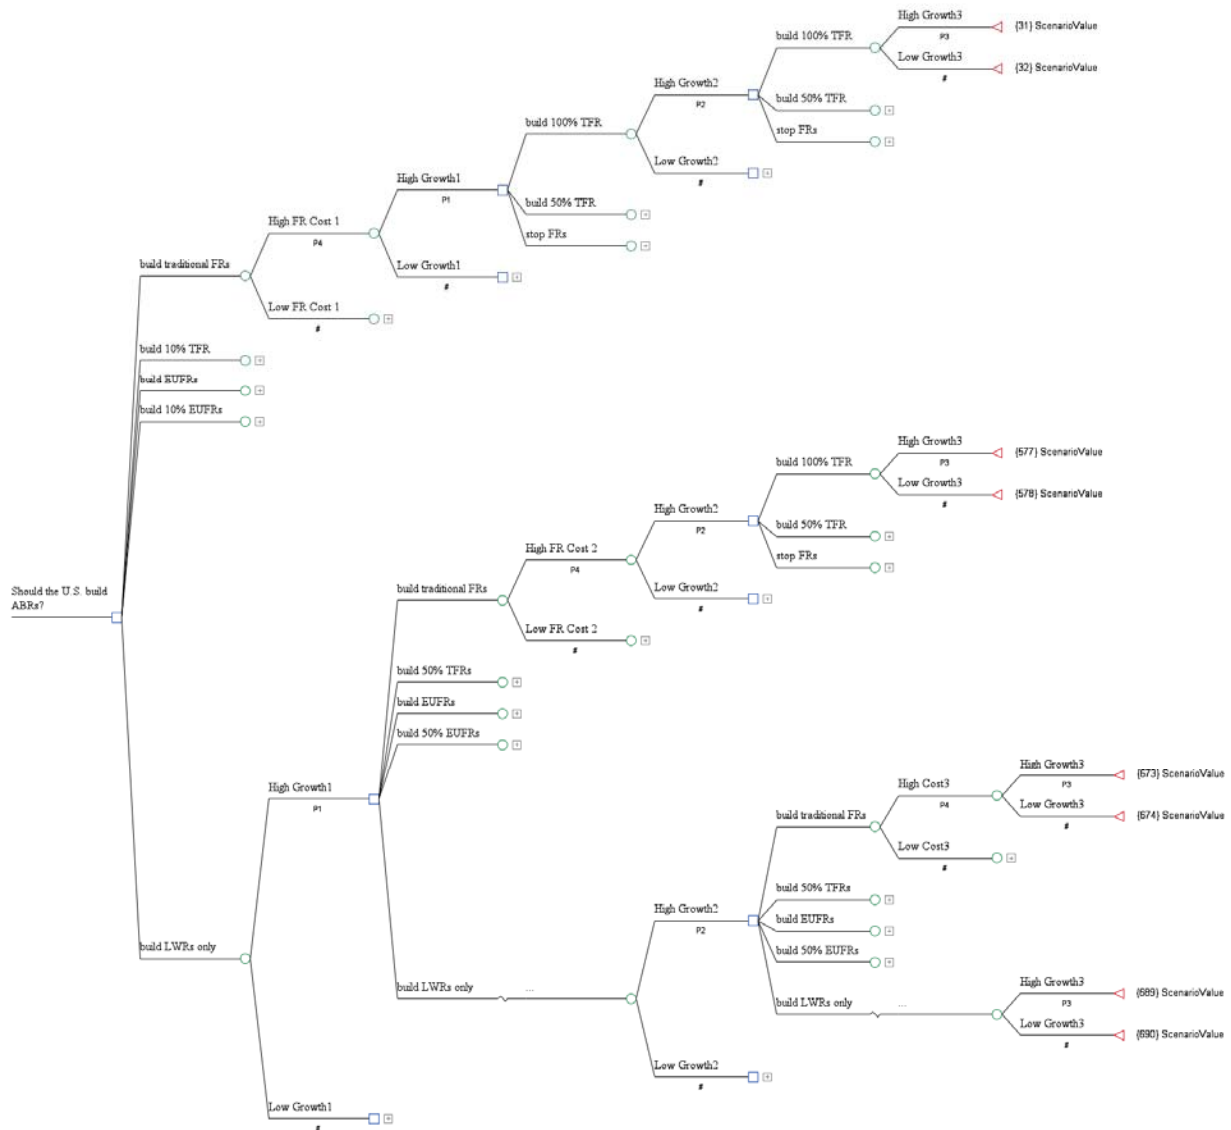 High Growth3
P3
{31} ScenarioValue
build 100% TFR
Low Growth3
#
{32} ScenarioValue
High Growth2
P2
build 50% TFR
stop FRs
build 100% TFR
Low Growth2
#
High Growth1
P1
build 50% TFR
stop FRs
High FR Cost 1
P4
Low Growth1
#
build traditional FRs
Low FR Cost 1
#
build 10% TFR
build EUFRs
build 10% EUFRs
High Growth3
P3
{577} ScenarioValue
build 100% TFR
Low Growth3
#
{578} ScenarioValue
High Growth2
P2
build 50% TFR
stop FRs
High FR Cost 2
P4
Low Growth2
#
build traditional FRs
Low FR Cost 2
#
Should the U.S. build
ABRs?
build 50% TFRs
build EUFRs
build 50% EUFRs
High Growth1
P1
High Growth3
P3
{673} ScenarioValue
High Cost3
P4
Low Growth3
#
{674} ScenarioValue
build traditional FRs
Low Cost3
#
build 50% TFRs
High Growth2
P2
build EUFRs
build 50% EUFRs
build LWRs only
build LWRs only
...
High Growth3
P3
{689} ScenarioValue
build LWRs only
...
Low Growth3
#
{690} ScenarioValue
Low Growth2
#
Low Growth1
#